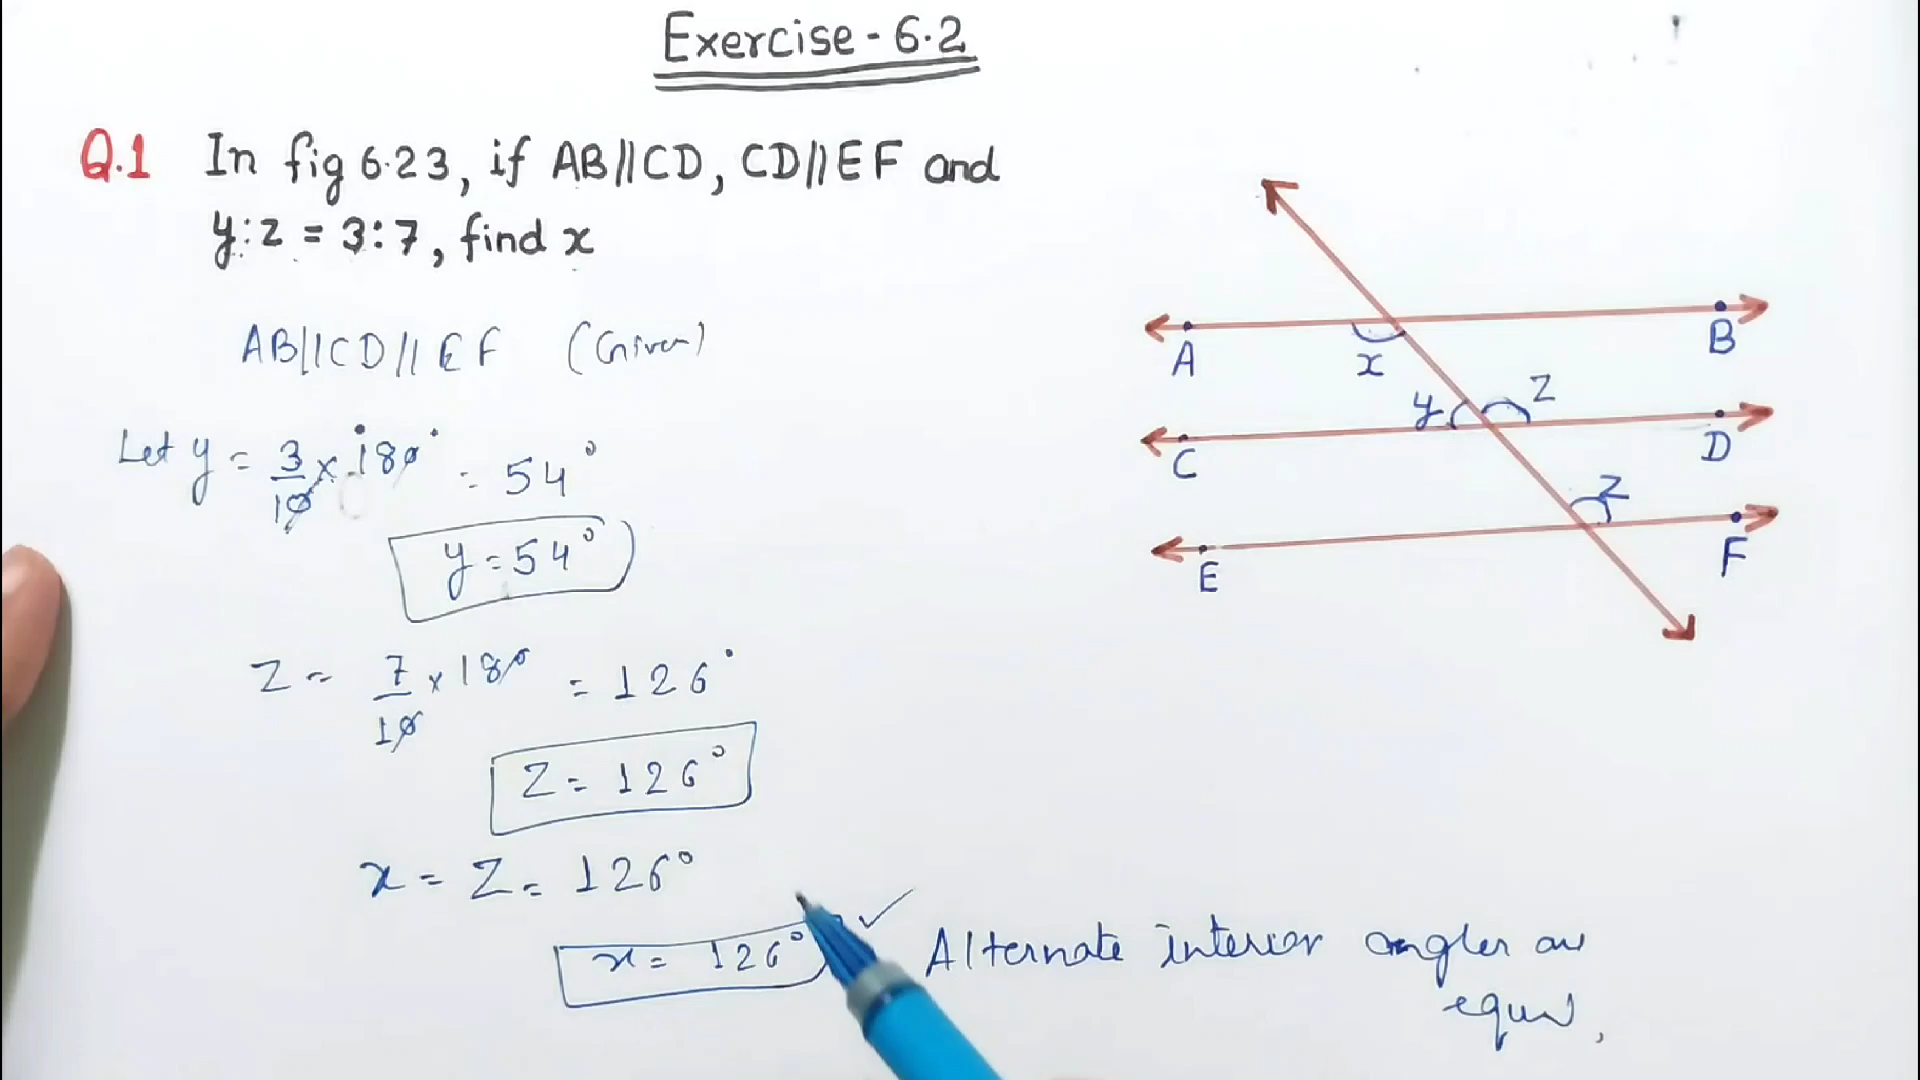 Exercise - 6.2
Q.1 In fig 6.23, if AB//CD, CD//EF and
y:z = 3:7, find x
AB//CD//EF (Given)
Let y = 3/10 × 180° = 54°
y = 54°
z = 7/10 × 180 = 126°
z = 126°
x = z = 126°
x = 126° ✓ Alternate interior angles are
equal,
A
B
x
y
z
C
D
z
E
F